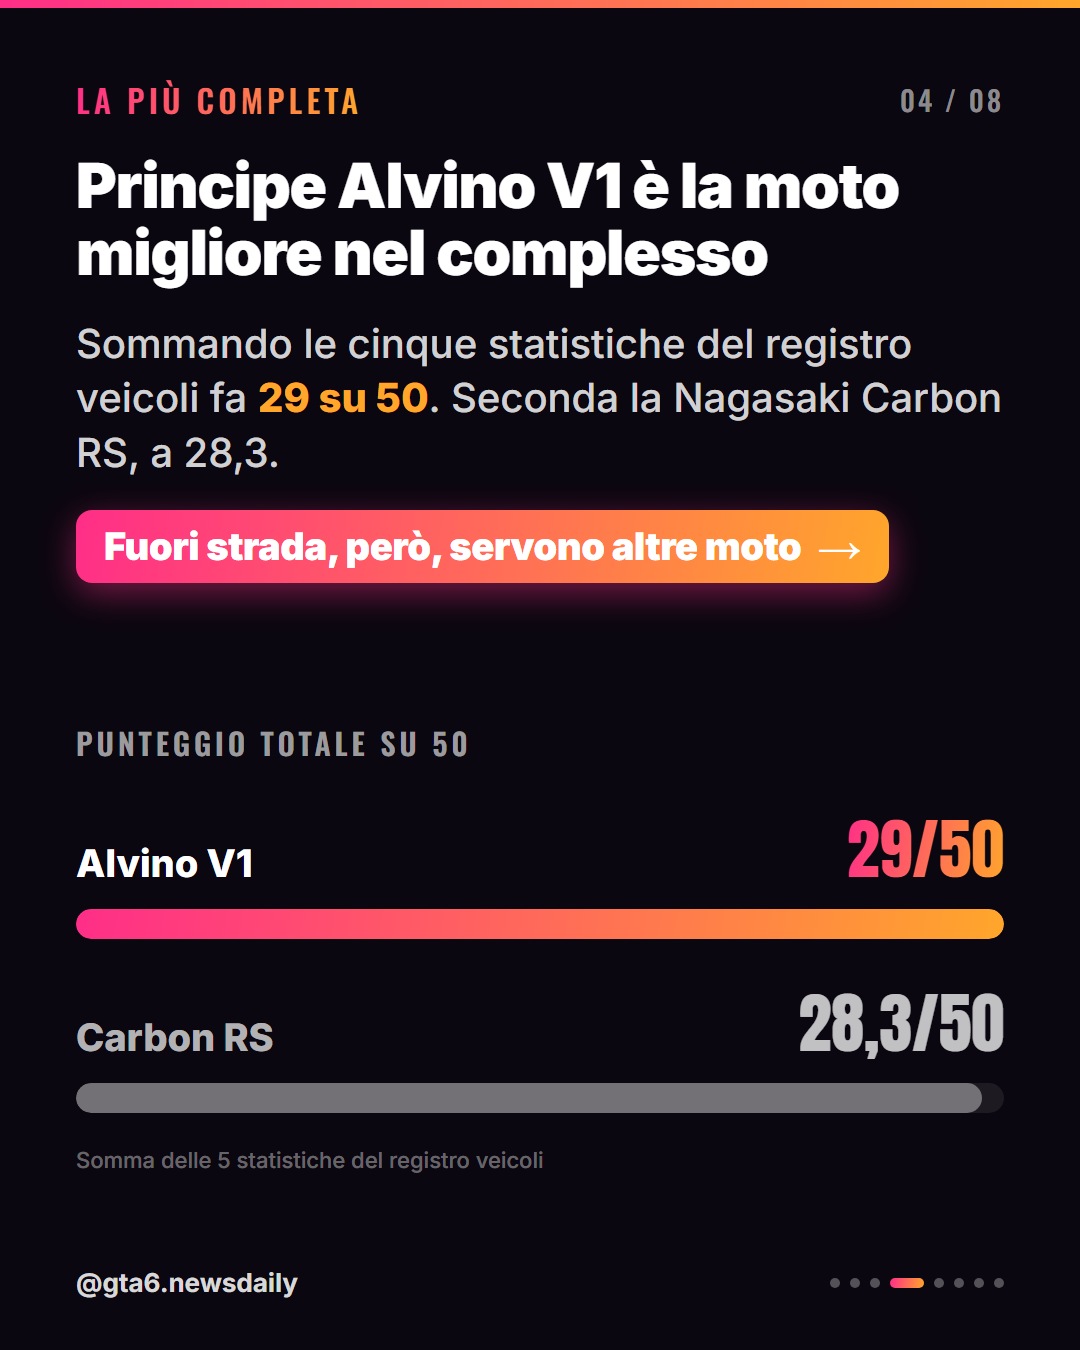 LA PIÙ COMPLETA
04 / 08
Principe Alvino V1 è la moto
migliore nel complesso
Sommando le cinque statistiche del registro
veicoli fa 29 su 50. Seconda la Nagasaki Carbon
RS, a 28,3.
Fuori strada, però, servono altre moto →
PUNTEGGIO TOTALE SU 50
Alvino V1
29/50
Carbon RS
28,3/50
Somma delle 5 statistiche del registro veicoli
@gta6.newsdaily